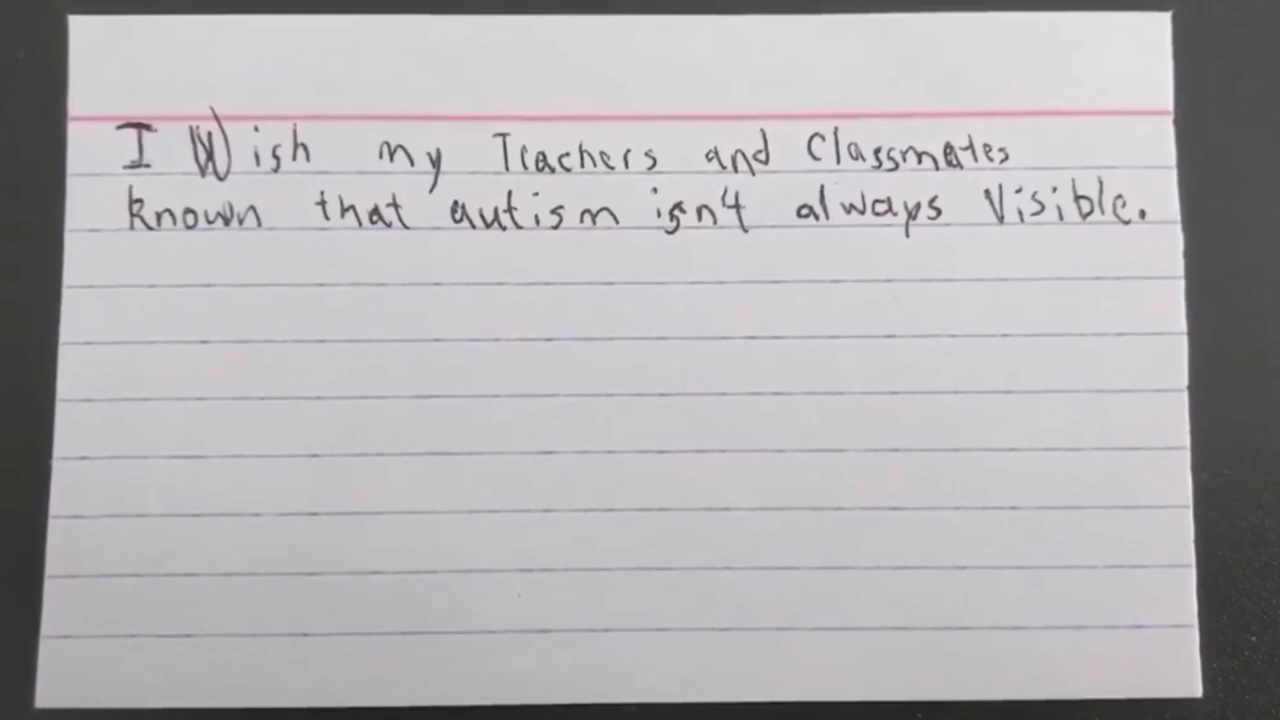 I Wish my Teachers and Classmates
known that autism isn't always Visible.